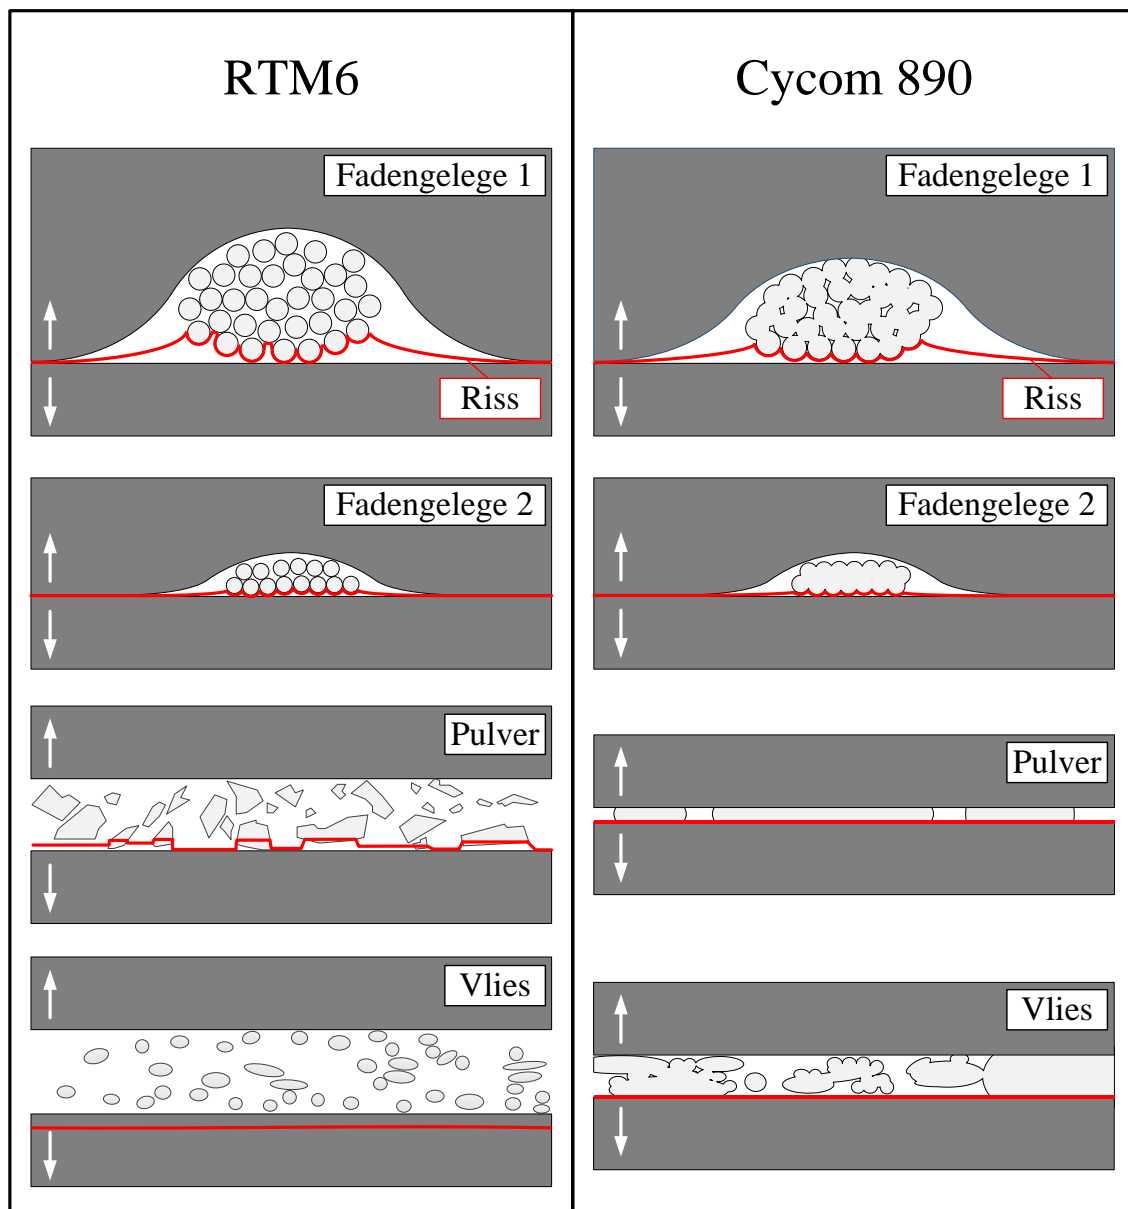 RTM6
Fadengelege 1
Riss
Fadengelege 2
Pulver
Vlies
Cycom 890
Fadengelege 1
Riss
Fadengelege 2
Pulver
Vlies